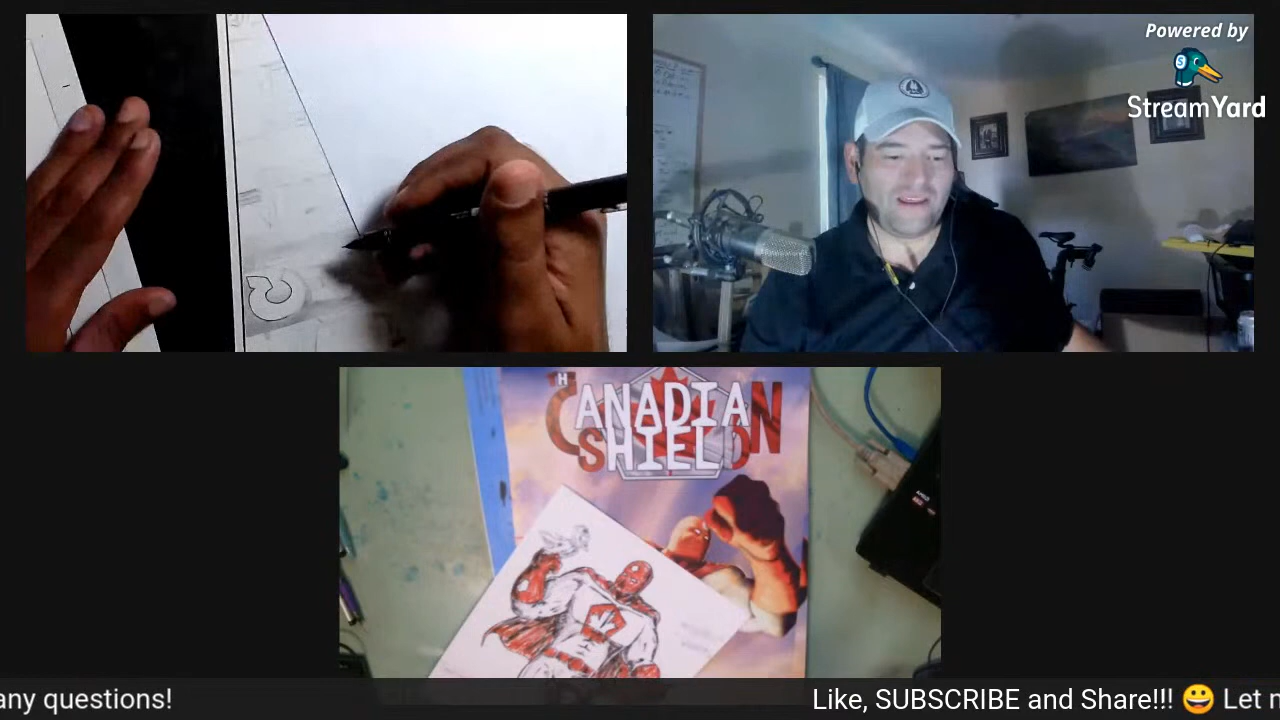 Powered by
StreamYard
THE
CANADIAN
SHIELD
any questions!
Like, SUBSCRIBE and Share!!! 😀 Let m